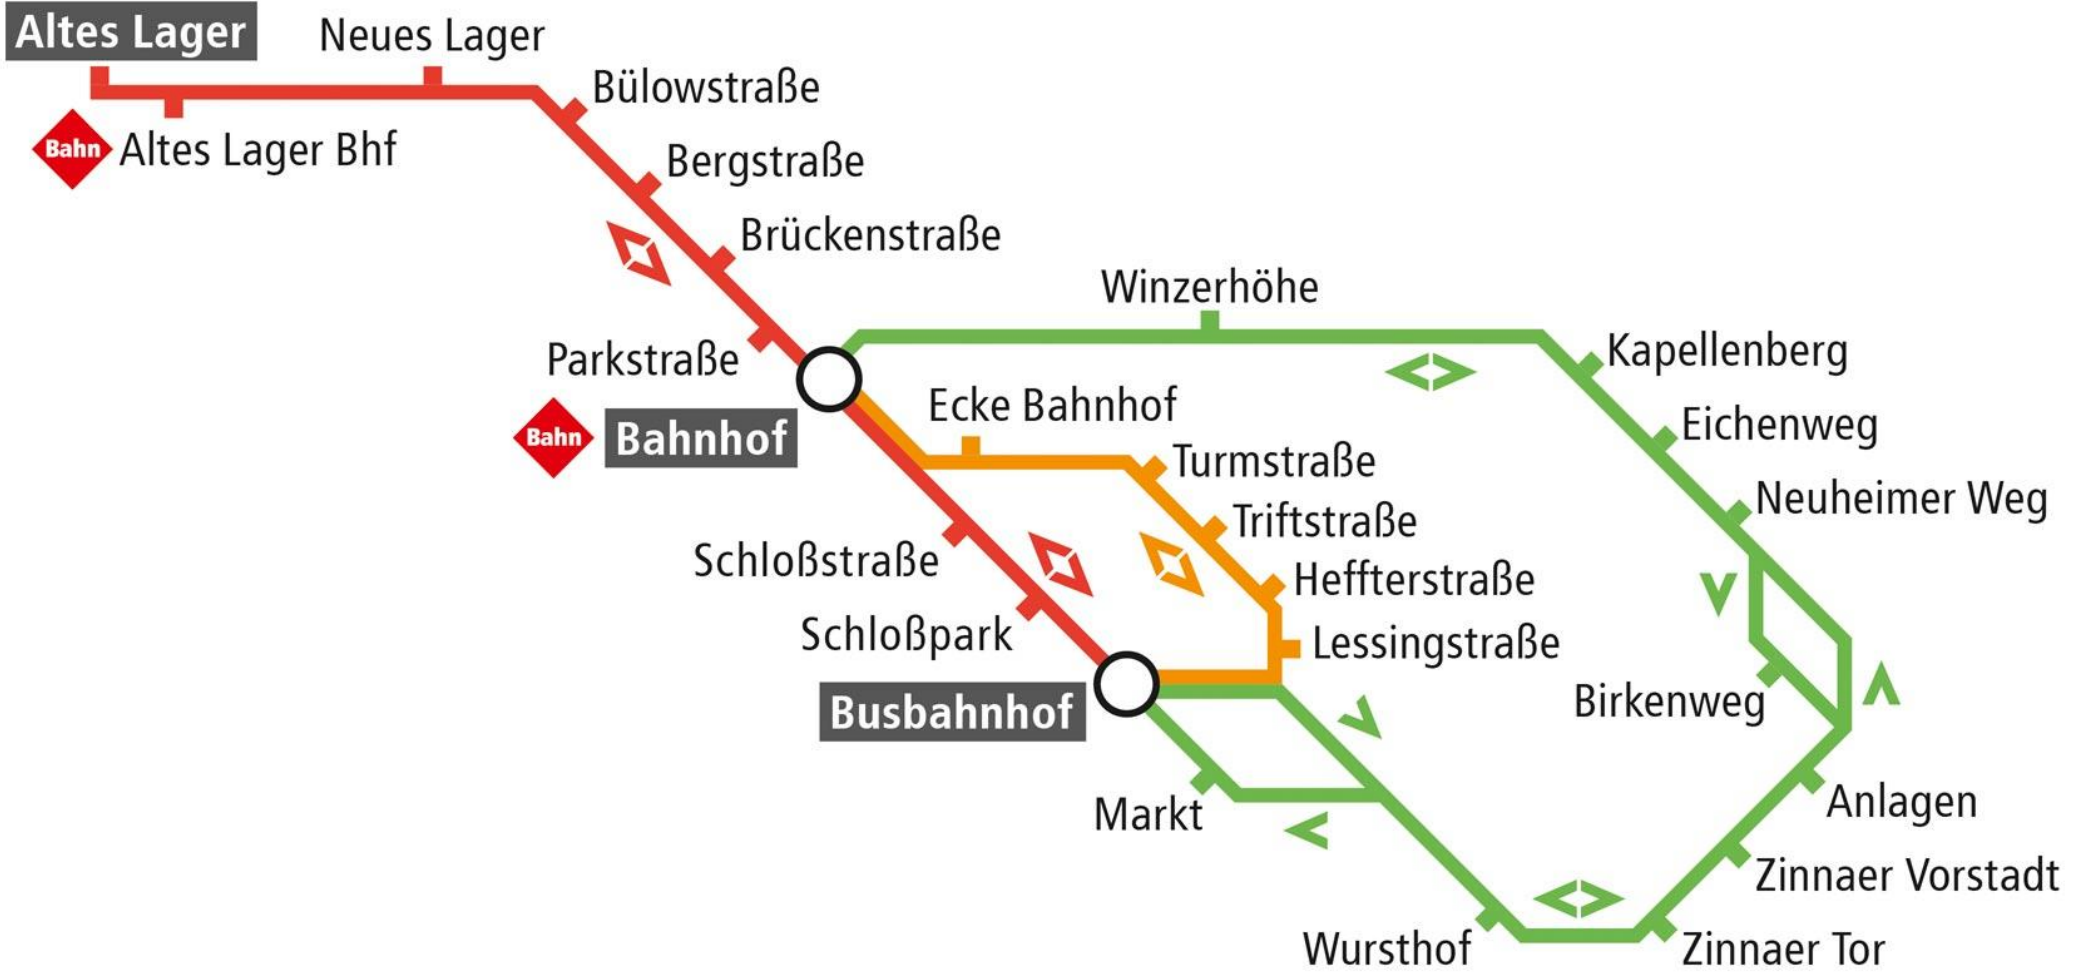 Altes Lager
Neues Lager
Bülowstraße
Bahn
Altes Lager Bhf
Bergstraße
Brückenstraße
Winzerhöhe
Parkstraße
Kapellenberg
Ecke Bahnhof
Bahn
Bahnhof
Eichenweg
Turmstraße
Neuheimer Weg
Triftstraße
Schloßstraße
Heffterstraße
Schloßpark
Lessingstraße
Birkenweg
Busbahnhof
Markt
Anlagen
Zinnaer Vorstadt
Wursthof
Zinnaer Tor